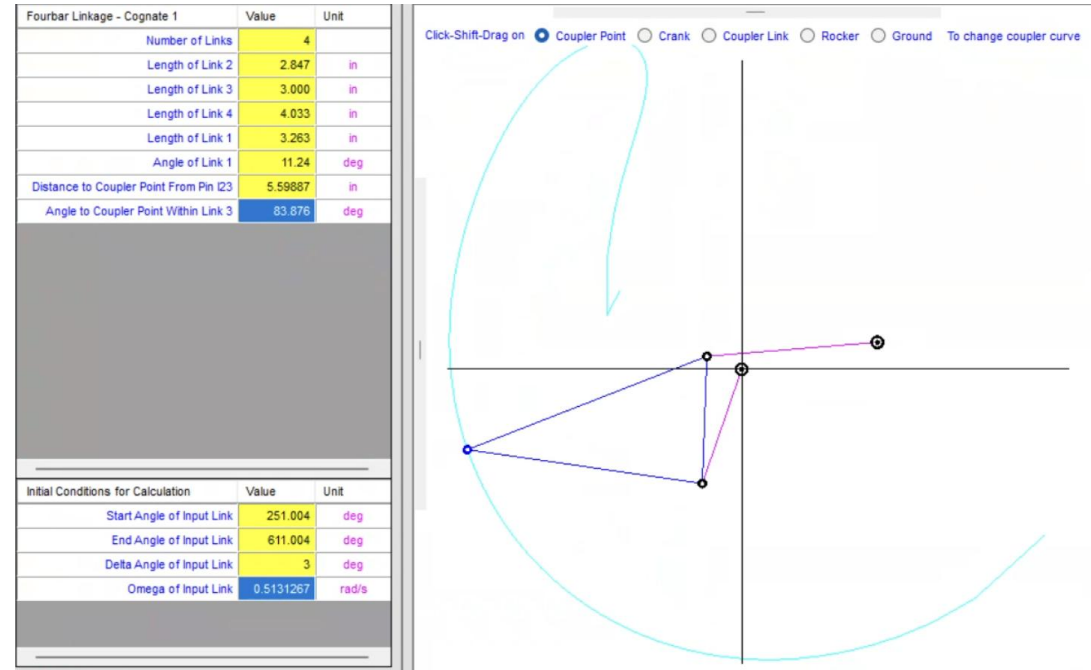 Fourbar Linkage - Cognate 1 Value Unit
Number of Links 4
Length of Link 2 2.847 in
Length of Link 3 3.000 in
Length of Link 4 4.033 in
Length of Link 1 3.263 in
Angle of Link 1 11.24 deg
Distance to Coupler Point From Pin I23 5.59887 in
Angle to Coupler Point Within Link 3 83.876 deg
Initial Conditions for Calculation Value Unit
Start Angle of Input Link 251.004 deg
End Angle of Input Link 611.004 deg
Delta Angle of Input Link 3 deg
Omega of Input Link 0.5131267 rad/s
Click-Shift-Drag on Coupler Point Crank Coupler Link Rocker Ground To change coupler curve